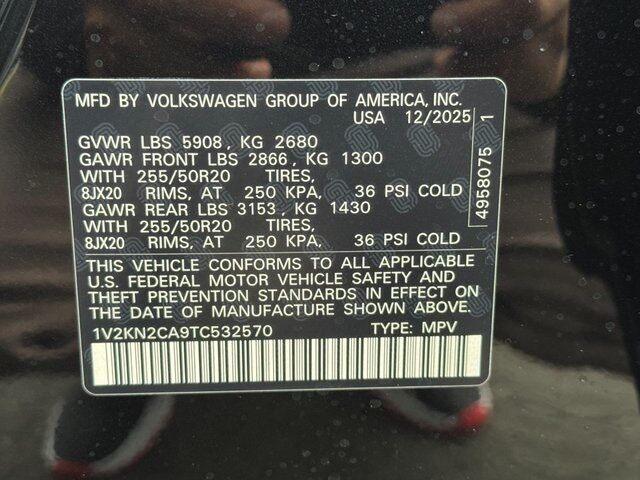 MFD BY VOLKSWAGEN GROUP OF AMERICA, INC.
USA 12/2025
GVWR LBS 5908, KG 2680
GAWR FRONT LBS 2866, KG 1300
WITH 255/50R20 TIRES,
8JX20 RIMS, AT 250 KPA, 36 PSI COLD
GAWR REAR LBS 3153, KG 1430
WITH 255/50R20 TIRES,
8JX20 RIMS, AT 250 KPA, 36 PSI COLD
4958075 1
THIS VEHICLE CONFORMS TO ALL APPLICABLE
U.S. FEDERAL MOTOR VEHICLE SAFETY AND
THEFT PREVENTION STANDARDS IN EFFECT ON
THE DATE OF MANUFACTURE SHOWN ABOVE.
1V2KN2CA9TC532570 TYPE: MPV